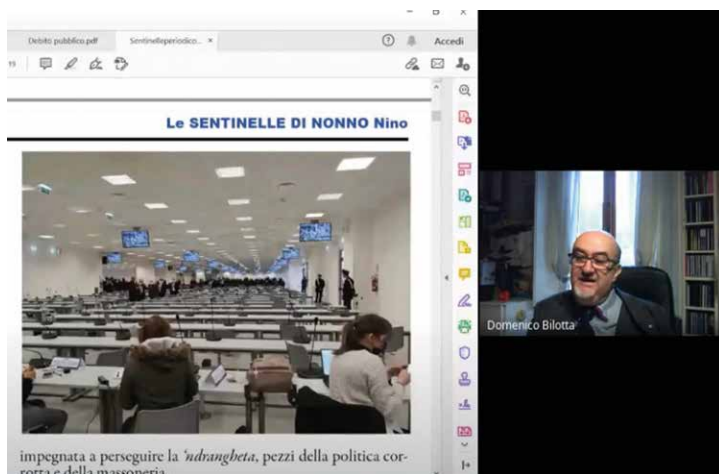 Debito pubblico.pdf
Sentinelleperiodico...
Accedi
Le SENTINELLE DI NONNO Nino
Domenico Bilotta
impegnata a perseguire la 'ndrangheta, pezzi della politica cor-
rotta e della massoneria